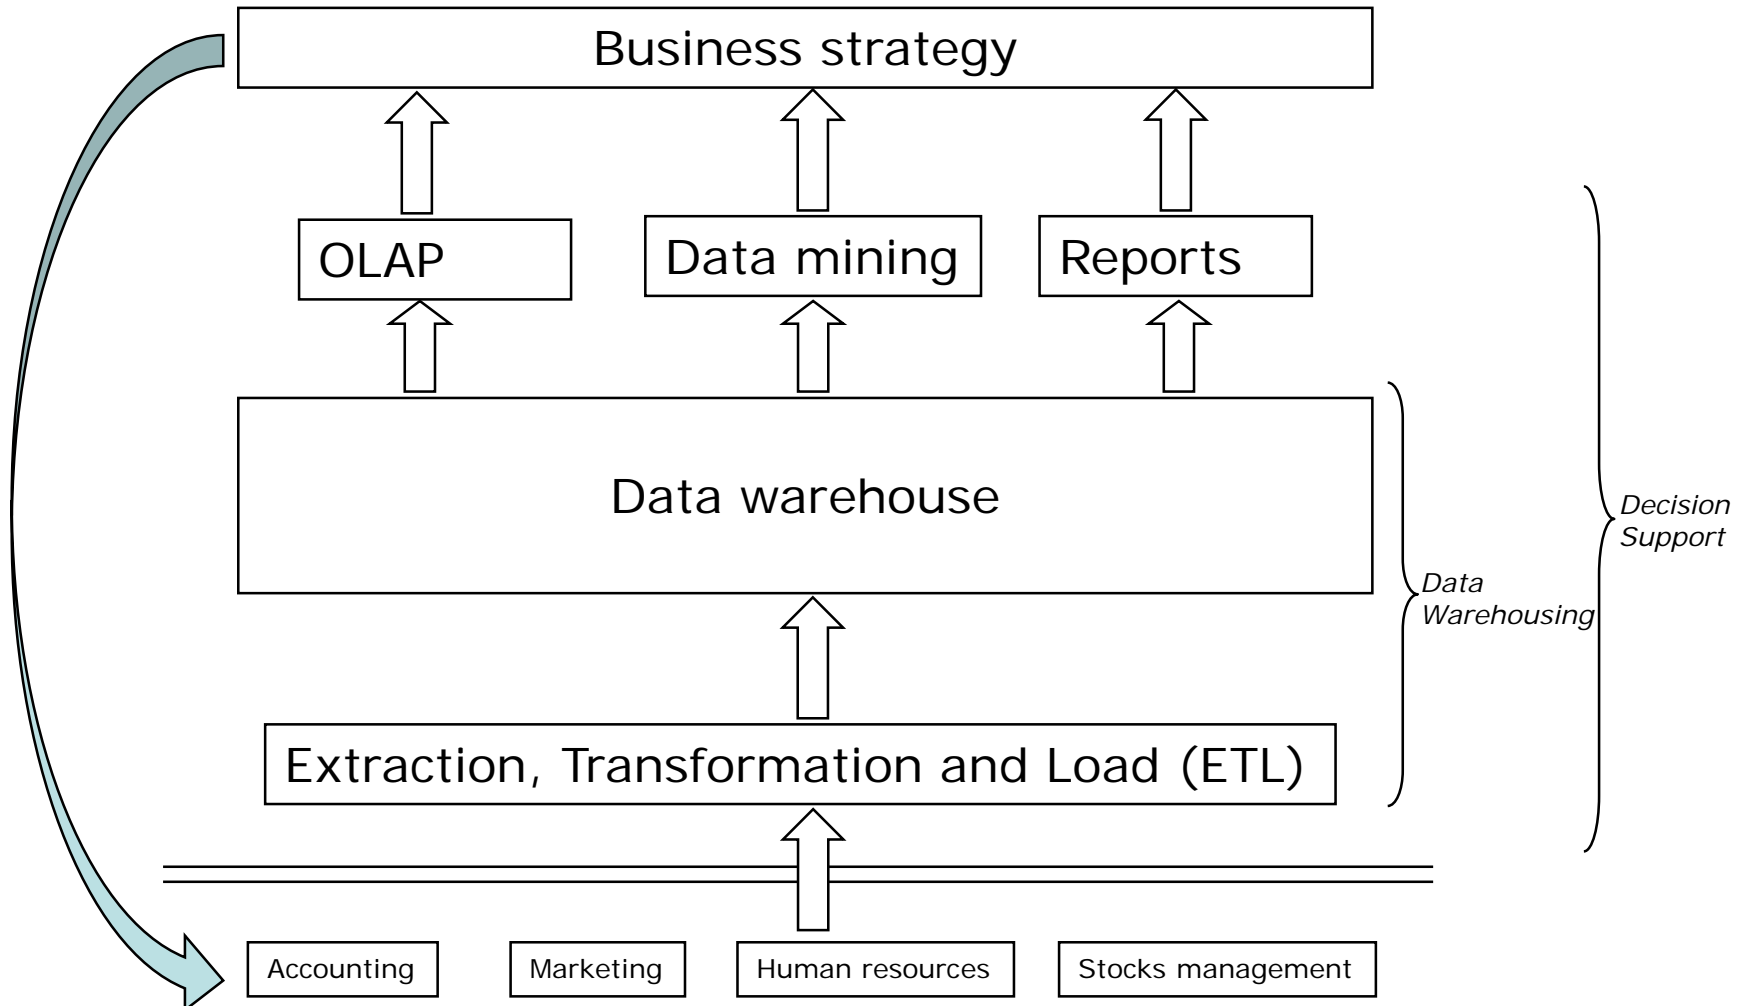 Business strategy
OLAP
Data mining
Reports
Data warehouse
Decision
Support
Data
Warehousing
Extraction, Transformation and Load (ETL)
Accounting
Marketing
Human resources
Stocks management